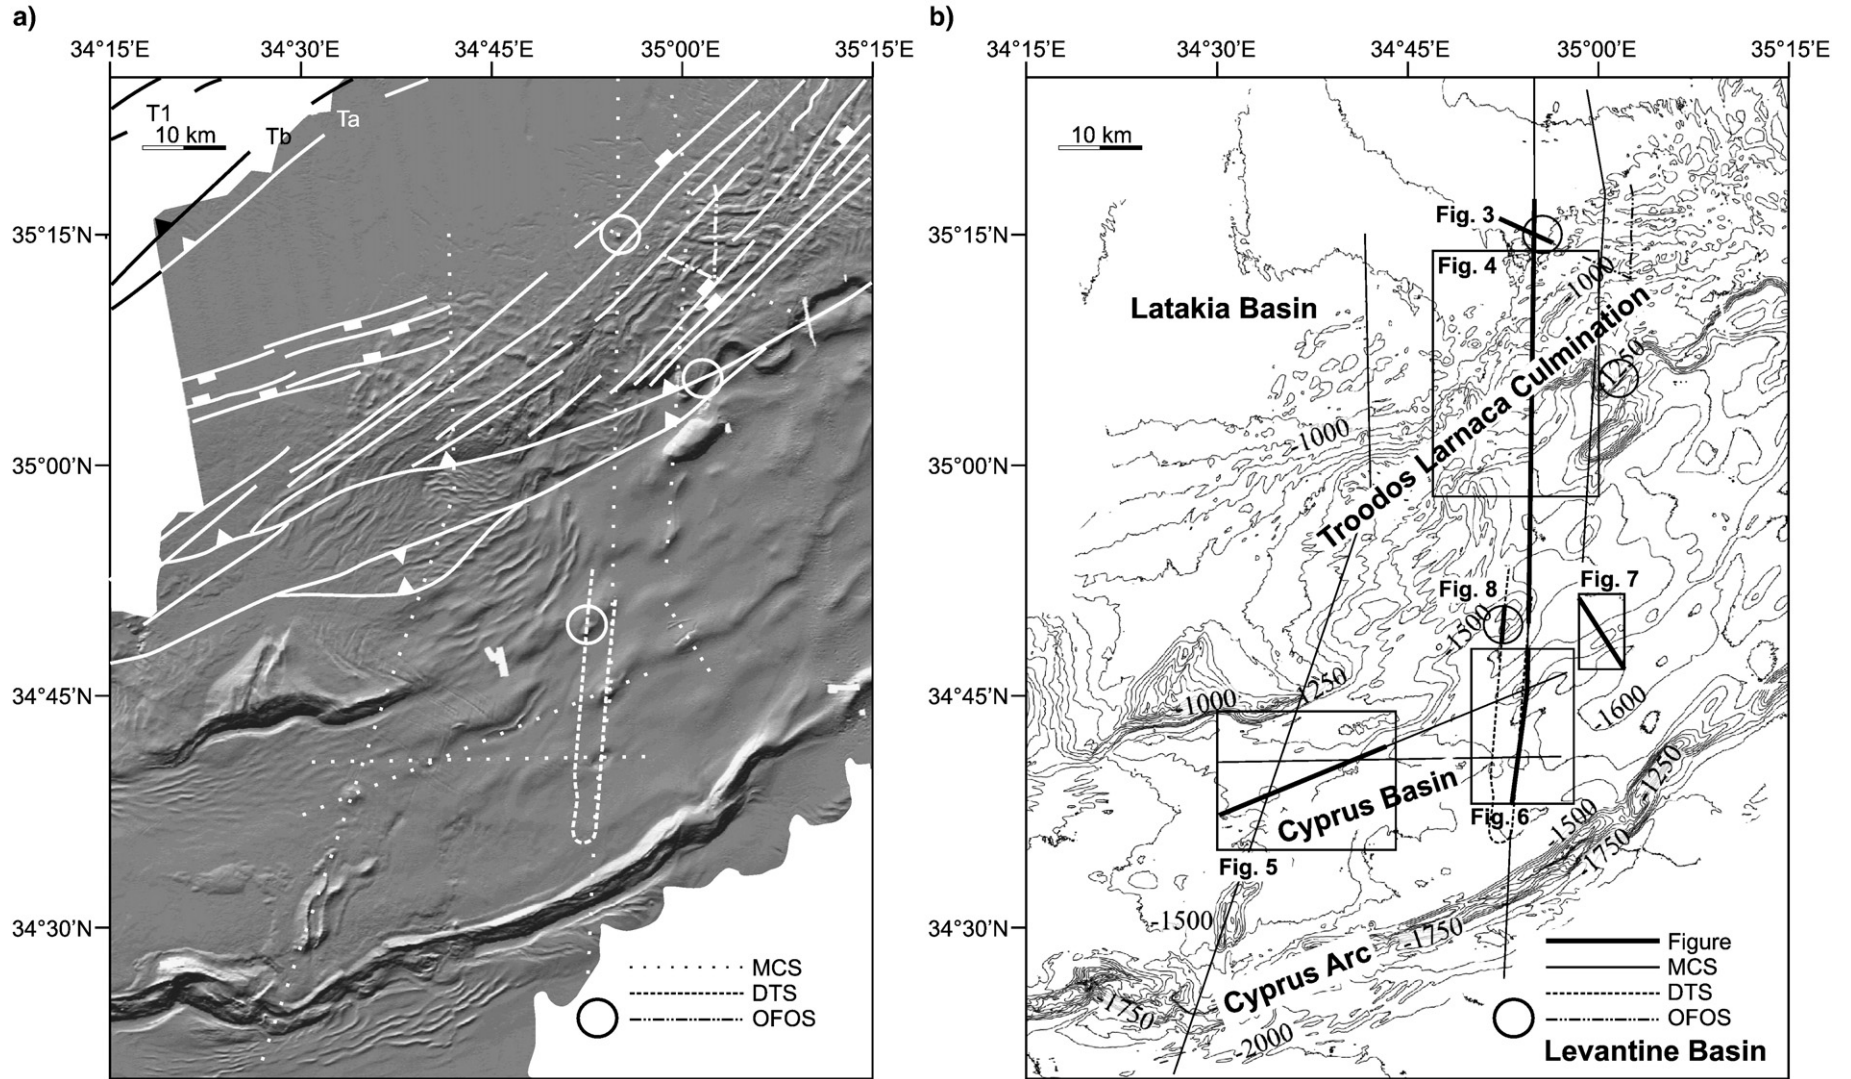 a)
34°15'E 34°30'E 34°45'E 35°00'E 35°15'E
T1
Ta
10 km
Tb
35°15'N
35°00'N
34°45'N
34°30'N
MCS
DTS
OFOS
b)
34°15'E 34°30'E 34°45'E 35°00'E 35°15'E
10 km
Fig. 3
35°15'N
Fig. 4
-1000
Latakia Basin
Troodos Larnaca Culmination
-1250
-1000
35°00'N
Fig. 7
Fig. 8
-1500
34°45'N
-1000
1250
-1600
-1250
Cyprus Basin
Fig. 6
-1500
-1750
Fig. 5
-1500
34°30'N
-1750
Cyprus Arc
-1750
-2000
Figure
MCS
DTS
OFOS
Levantine Basin